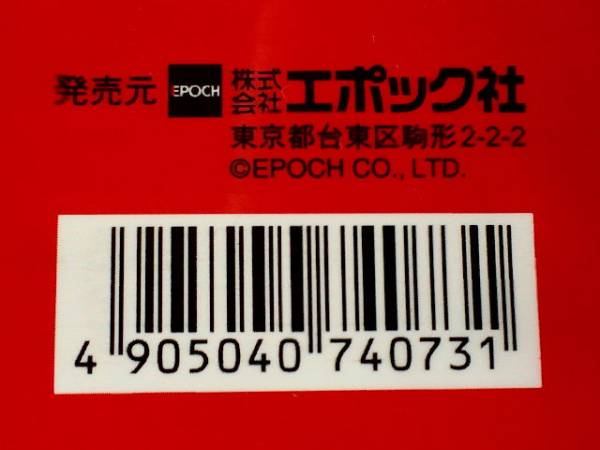 発売元 EPOCH 株式会社 エポック社
東京都台東区駒形2-2-2
©EPOCH CO., LTD.
4 905040 740731